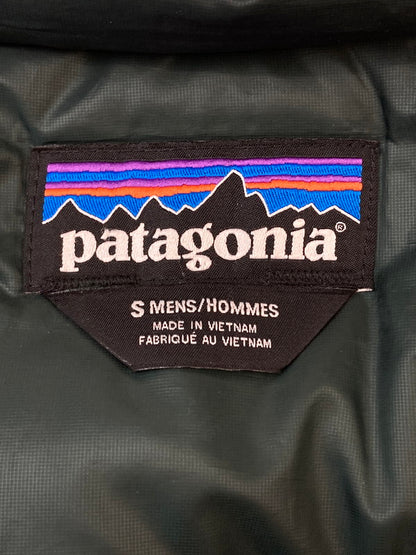 patagonia®
S MENS/HOMMES
MADE IN VIETNAM
FABRIQUÉ AU VIETNAM